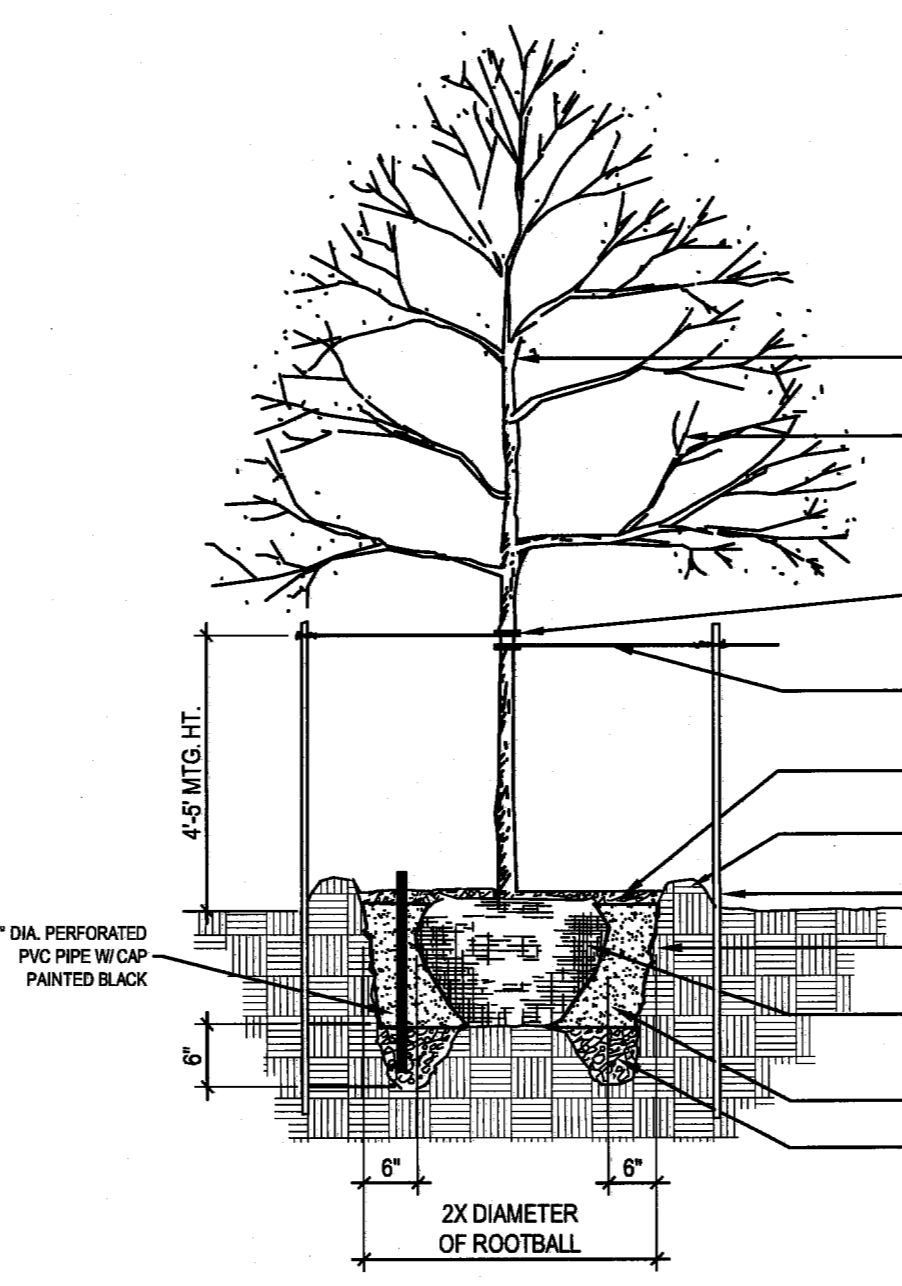 4'-5' MTG. HT.
" DIA. PERFORATED
PVC PIPE W/ CAP
PAINTED BLACK
6"
6"
6"
2X DIAMETER
OF ROOTBALL